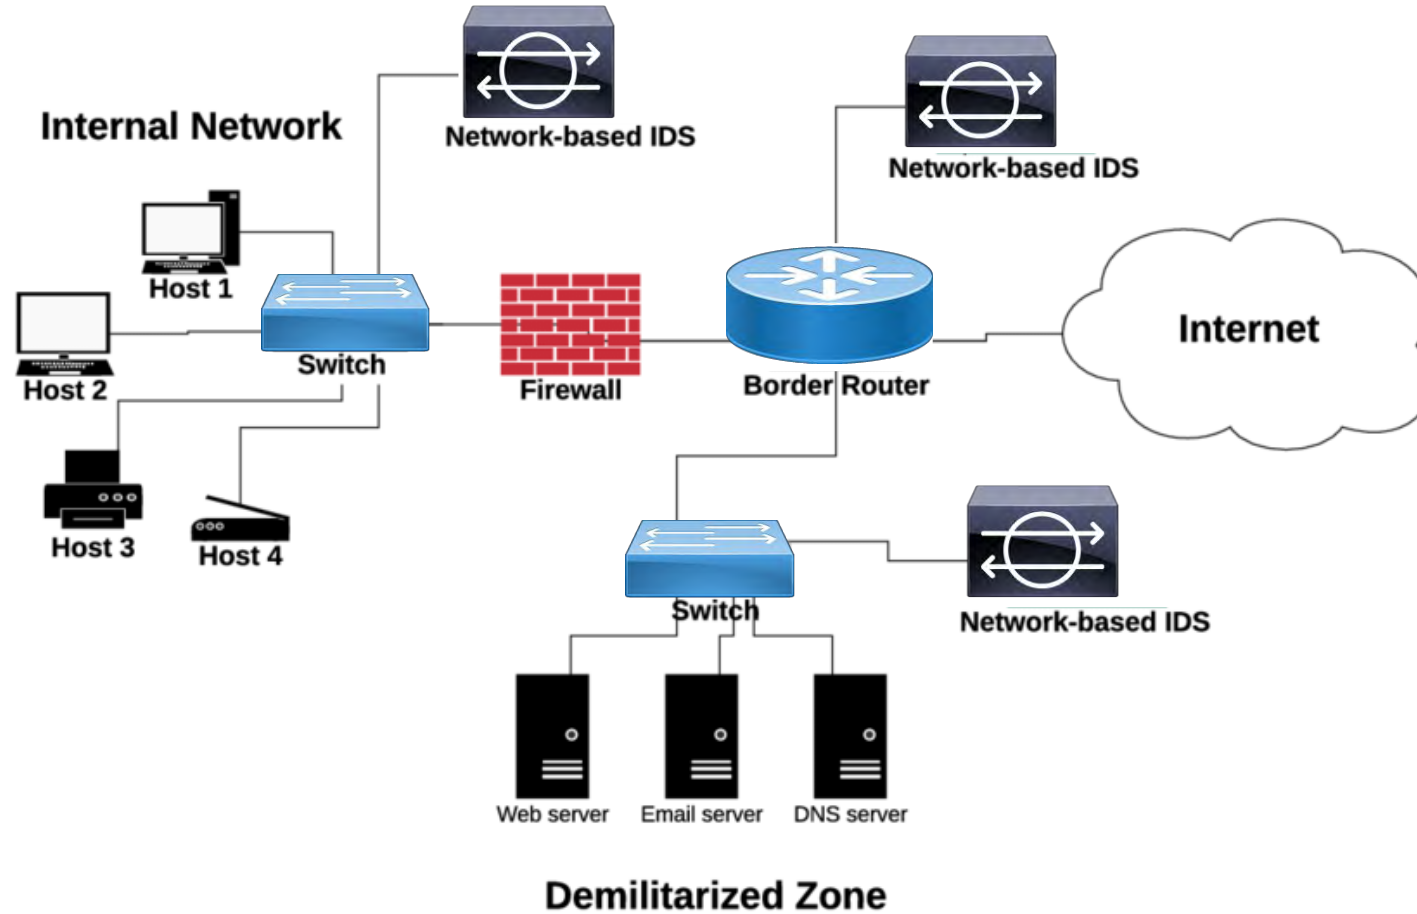 Internal Network
Network-based IDS
Network-based IDS
Host 1
Host 2
Switch
Firewall
Border Router
Internet
Host 3
Host 4
Switch
Network-based IDS
Web server
Email server
DNS server
Demilitarized Zone